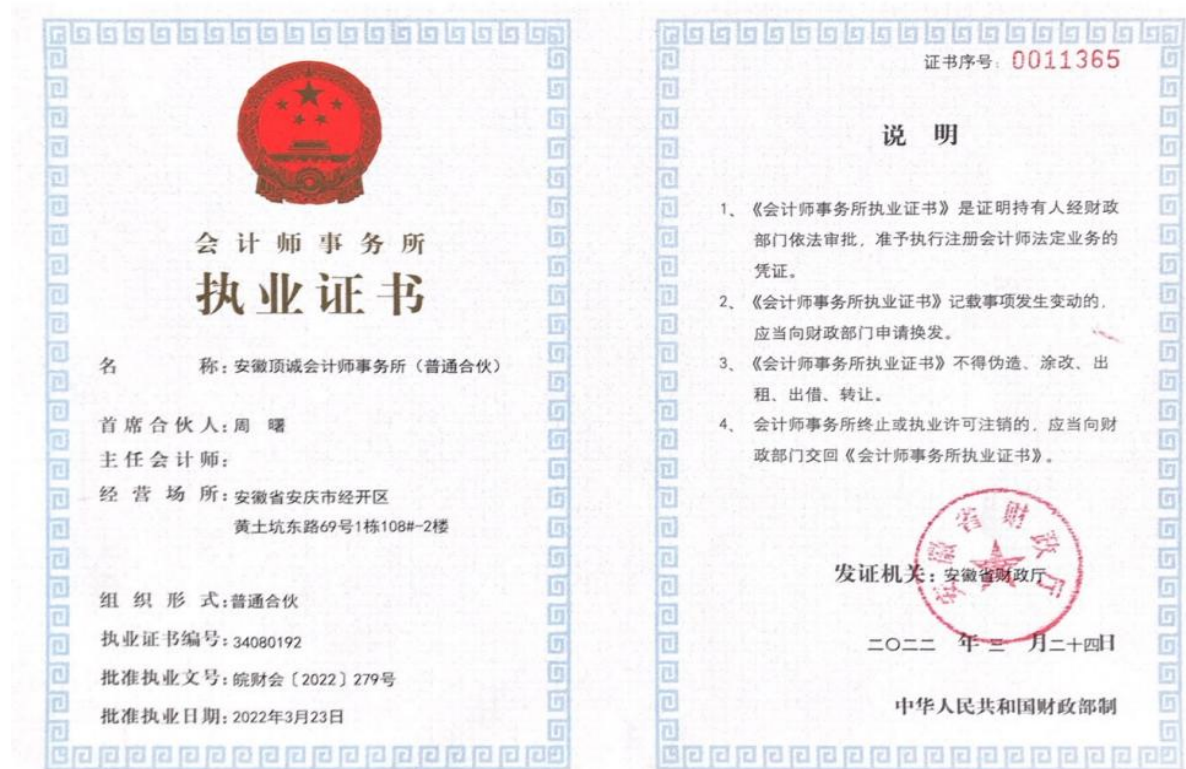 会计师事务所
执业证书
名 称：安徽顶诚会计师事务所（普通合伙）
首席合伙人：周 曙
主任会计师：
经营场所：安徽省安庆市经开区
黄土坑东路69号1栋108#-2楼
组织形式：普通合伙
执业证书编号：34080192
批准执业文号：皖财会〔2022〕279号
批准执业日期：2022年3月23日
证书序号：0011365
说 明
1、《会计师事务所执业证书》是证明持有人经财政
部门依法审批，准予执行注册会计师法定业务的
凭证。
2、《会计师事务所执业证书》记载事项发生变动的，
应当向财政部门申请换发。
3、《会计师事务所执业证书》不得伪造、涂改、出
租、出借、转让。
4、会计师事务所终止或执业许可注销的，应当向财
政部门交回《会计师事务所执业证书》。
安徽省财政厅
发证机关：安徽省财政厅
二〇二二 年 三 月二十四日
中华人民共和国财政部制